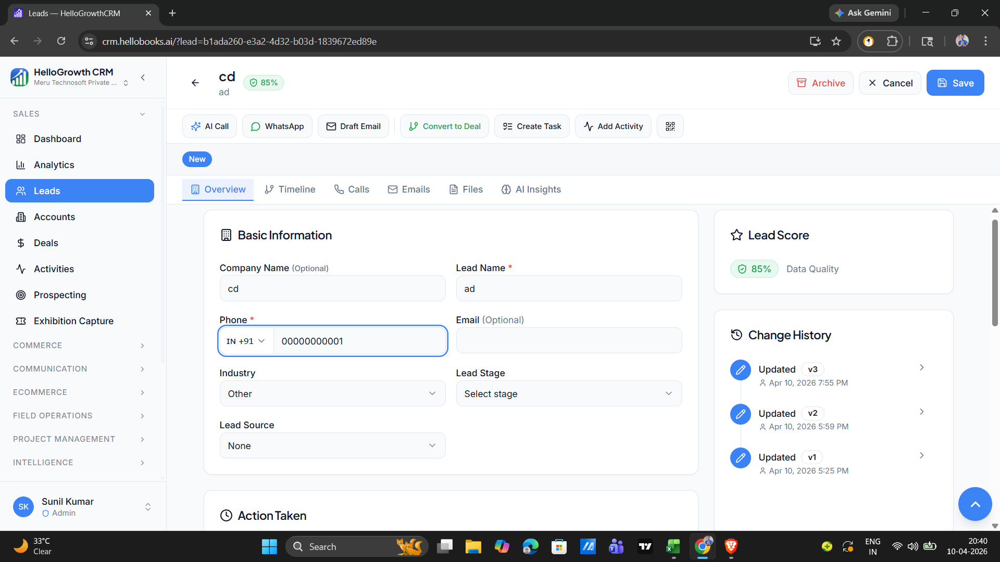 Leads — HelloGrowthCRM
Ask Gemini
crm.hellobooks.ai/?lead=b1ada260-e3a2-4d32-b03d-1839672ed89e
HelloGrowth CRM
Meru Technosoft Private ...
SALES
Dashboard
Analytics
Leads
Accounts
Deals
Activities
Prospecting
Exhibition Capture
COMMERCE
COMMUNICATION
ECOMMERCE
FIELD OPERATIONS
PROJECT MANAGEMENT
INTELLIGENCE
SK
Sunil Kumar
Admin
cd
85%
ad
Archive
Cancel
Save
AI Call
WhatsApp
Draft Email
Convert to Deal
Create Task
Add Activity
New
Overview
Timeline
Calls
Emails
Files
AI Insights
Basic Information
Company Name (Optional)
cd
Lead Name *
ad
Phone *
IN +91
00000000001
Email (Optional)
Industry
Other
Lead Stage
Select stage
Lead Source
None
Action Taken
Lead Score
85%
Data Quality
Change History
Updated v3
Apr 10, 2026 7:55 PM
Updated v2
Apr 10, 2026 5:59 PM
Updated v1
Apr 10, 2026 5:25 PM
33°C
Clear
Search
ENG
IN
20:40
10-04-2026